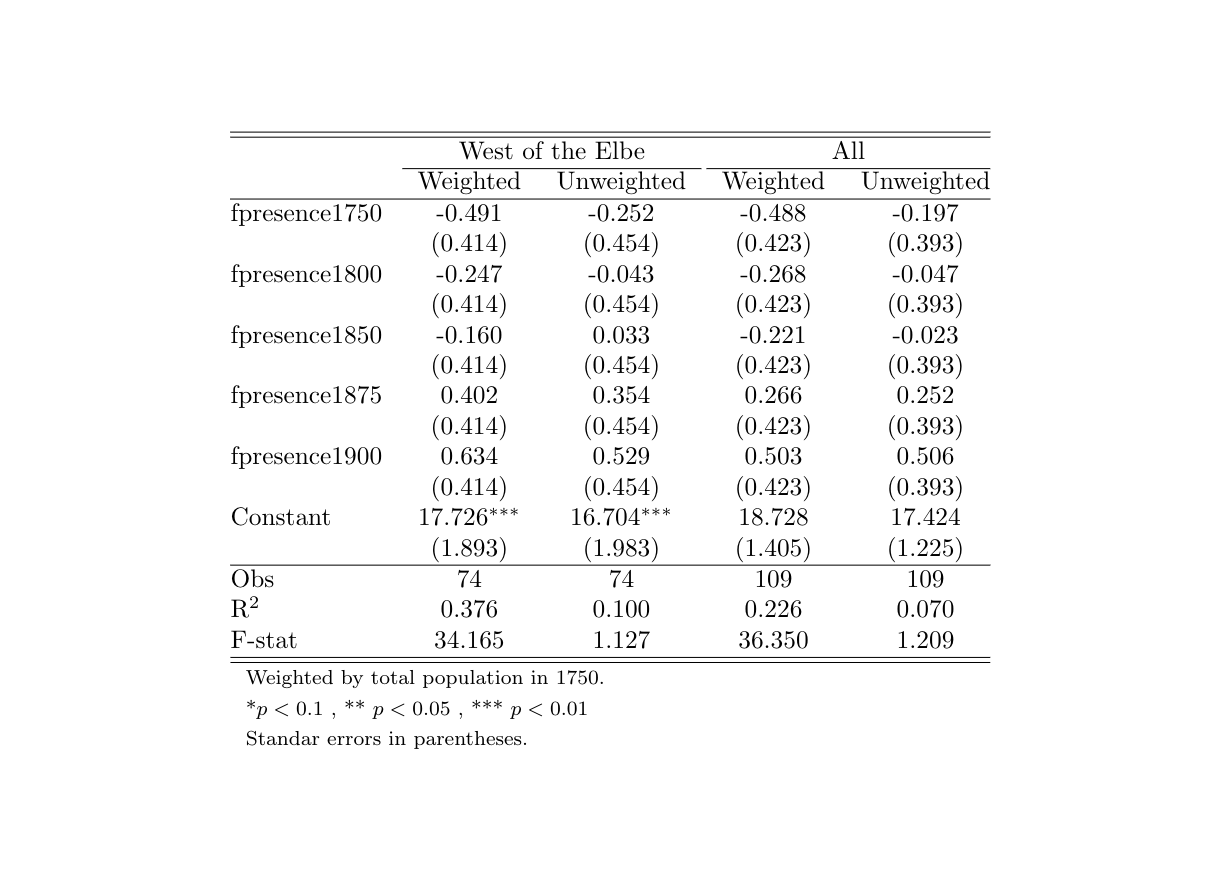 West of the Elbe All
Weighted Unweighted Weighted Unweighted
fpresence1750 -0.491 -0.252 -0.488 -0.197
(0.414) (0.454) (0.423) (0.393)
fpresence1800 -0.247 -0.043 -0.268 -0.047
(0.414) (0.454) (0.423) (0.393)
fpresence1850 -0.160 0.033 -0.221 -0.023
(0.414) (0.454) (0.423) (0.393)
fpresence1875 0.402 0.354 0.266 0.252
(0.414) (0.454) (0.423) (0.393)
fpresence1900 0.634 0.529 0.503 0.506
(0.414) (0.454) (0.423) (0.393)
Constant 17.726*** 16.704*** 18.728 17.424
(1.893) (1.983) (1.405) (1.225)
Obs 74 74 109 109
R² 0.376 0.100 0.226 0.070
F-stat 34.165 1.127 36.350 1.209
Weighted by total population in 1750.
*p < 0.1 , ** p < 0.05 , *** p < 0.01
Standar errors in parentheses.